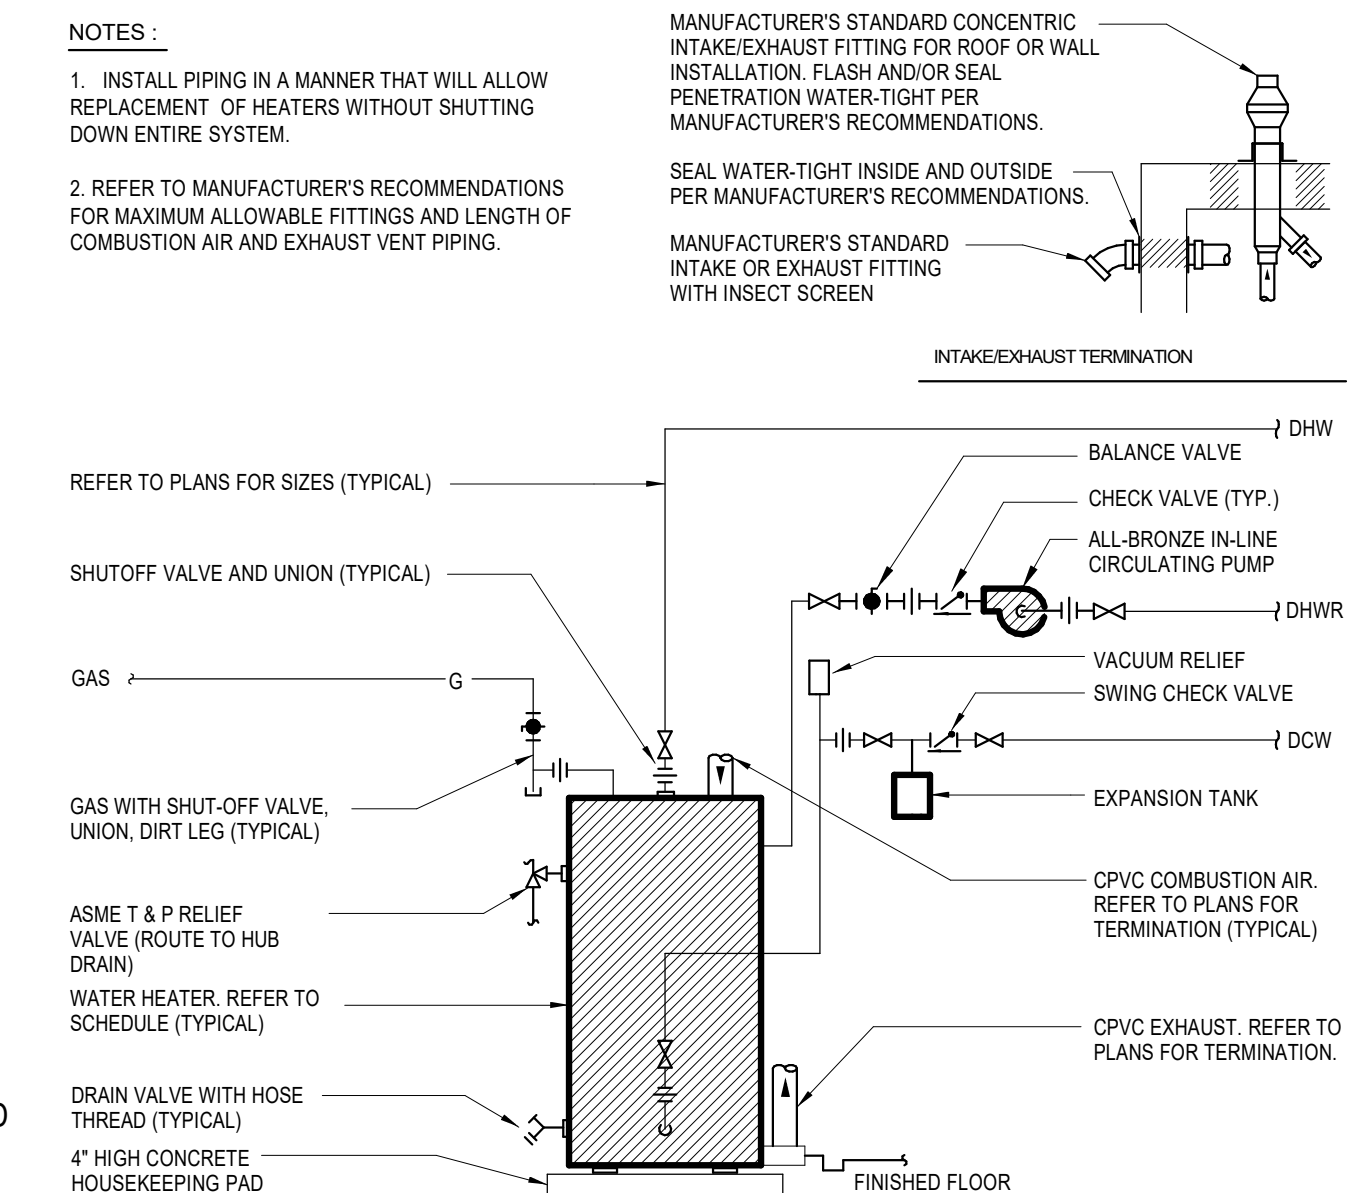 NOTES :
1. INSTALL PIPING IN A MANNER THAT WILL ALLOW
REPLACEMENT OF HEATERS WITHOUT SHUTTING
DOWN ENTIRE SYSTEM.
2. REFER TO MANUFACTURER'S RECOMMENDATIONS
FOR MAXIMUM ALLOWABLE FITTINGS AND LENGTH OF
COMBUSTION AIR AND EXHAUST VENT PIPING.
MANUFACTURER'S STANDARD CONCENTRIC
INTAKE/EXHAUST FITTING FOR ROOF OR WALL
INSTALLATION. FLASH AND/OR SEAL
PENETRATION WATER-TIGHT PER
MANUFACTURER'S RECOMMENDATIONS.
SEAL WATER-TIGHT INSIDE AND OUTSIDE
PER MANUFACTURER'S RECOMMENDATIONS.
MANUFACTURER'S STANDARD
INTAKE OR EXHAUST FITTING
WITH INSECT SCREEN
INTAKE/EXHAUST TERMINATION
REFER TO PLANS FOR SIZES (TYPICAL)
SHUTOFF VALVE AND UNION (TYPICAL)
GAS
G
GAS WITH SHUT-OFF VALVE,
UNION, DIRT LEG (TYPICAL)
ASME T & P RELIEF
VALVE (ROUTE TO HUB
DRAIN)
WATER HEATER. REFER TO
SCHEDULE (TYPICAL)
DRAIN VALVE WITH HOSE
THREAD (TYPICAL)
4" HIGH CONCRETE
HOUSEKEEPING PAD
DHW
BALANCE VALVE
CHECK VALVE (TYP.)
ALL-BRONZE IN-LINE
CIRCULATING PUMP
DHWR
VACUUM RELIEF
SWING CHECK VALVE
DCW
EXPANSION TANK
CPVC COMBUSTION AIR.
REFER TO PLANS FOR
TERMINATION (TYPICAL)
CPVC EXHAUST. REFER TO
PLANS FOR TERMINATION.
FINISHED FLOOR